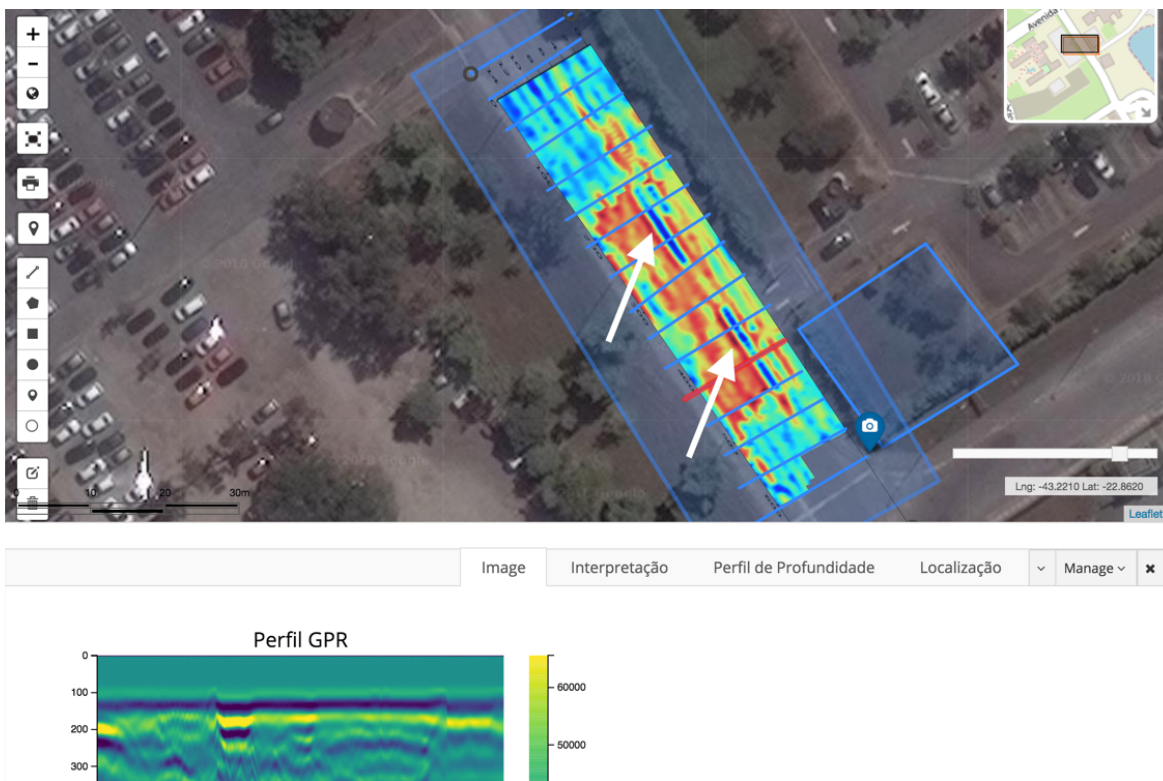 +
-
Avenida
0 10 20 30m
Lng: -43.2210 Lat: -22.8620
Leaflet
Image Interpretação Perfil de Profundidade Localização Manage ×
Perfil GPR
0
100
200
300
60000
50000